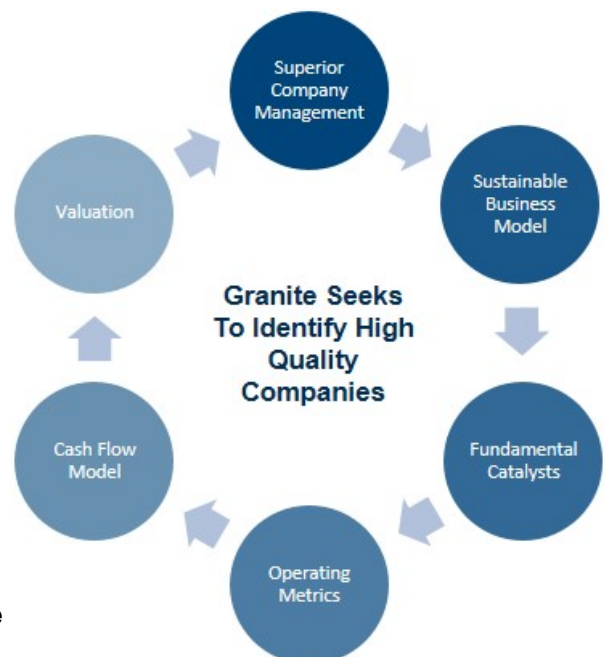 Superior
Company
Management
Sustainable
Business
Model
Fundamental
Catalysts
Operating
Metrics
Cash Flow
Model
Valuation
Granite Seeks
To Identify High
Quality
Companies
e